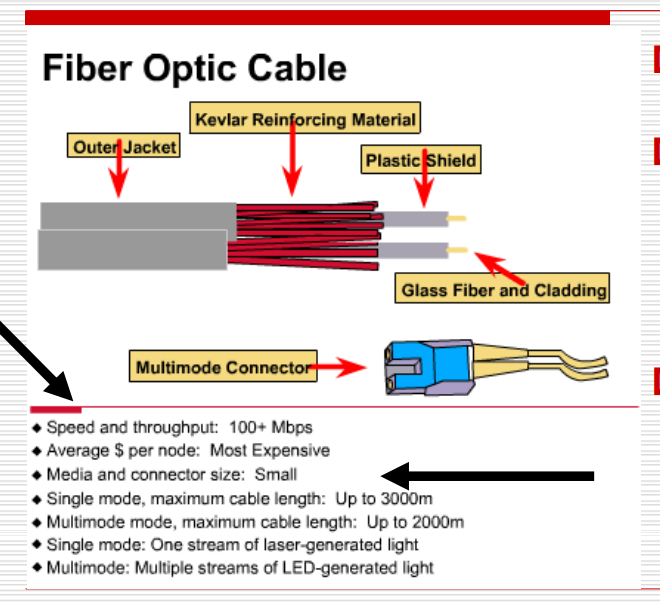 Fiber Optic Cable
Kevlar Reinforcing Material
Outer Jacket
Plastic Shield
Glass Fiber and Cladding
Multimode Connector
◆ Speed and throughput: 100+ Mbps
◆ Average $ per node: Most Expensive
◆ Media and connector size: Small
◆ Single mode, maximum cable length: Up to 3000m
◆ Multimode mode, maximum cable length: Up to 2000m
◆ Single mode: One stream of laser-generated light
◆ Multimode: Multiple streams of LED-generated light